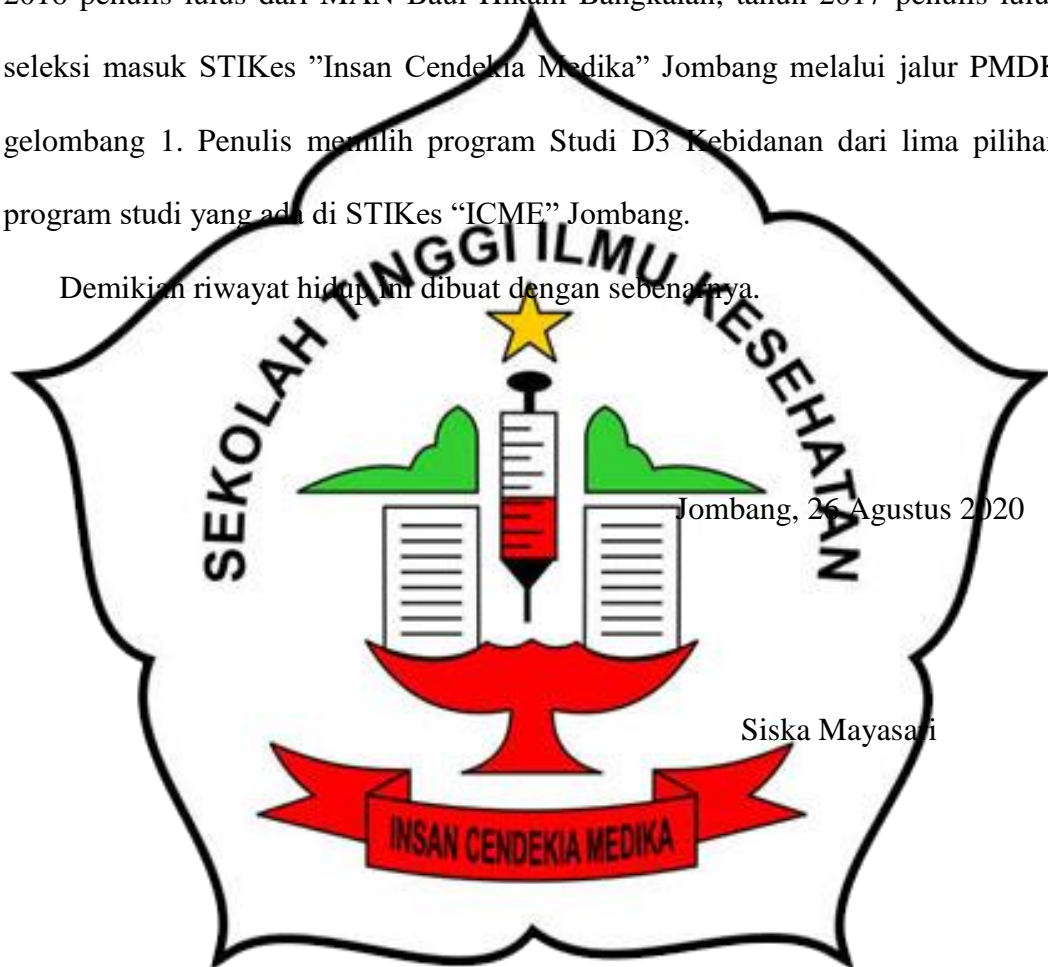 2016 penulis lulus dari MAN Badi Hikam Bangkalan, tahun 2017 penulis lulus
seleksi masuk STIKes ”Insan Cendekia Medika” Jombang melalui jalur PMDK
gelombang 1. Penulis memilih program Studi D3 Kebidanan dari lima pilihan
program studi yang ada di STIKes “ICME” Jombang.
Demikian riwayat hidup ini dibuat dengan sebenarnya.
SEKOLAH TINGGI ILMU KESEHATAN
Jombang, 26 Agustus 2020
Siska Mayasari
INSAN CENDEKIA MEDIKA